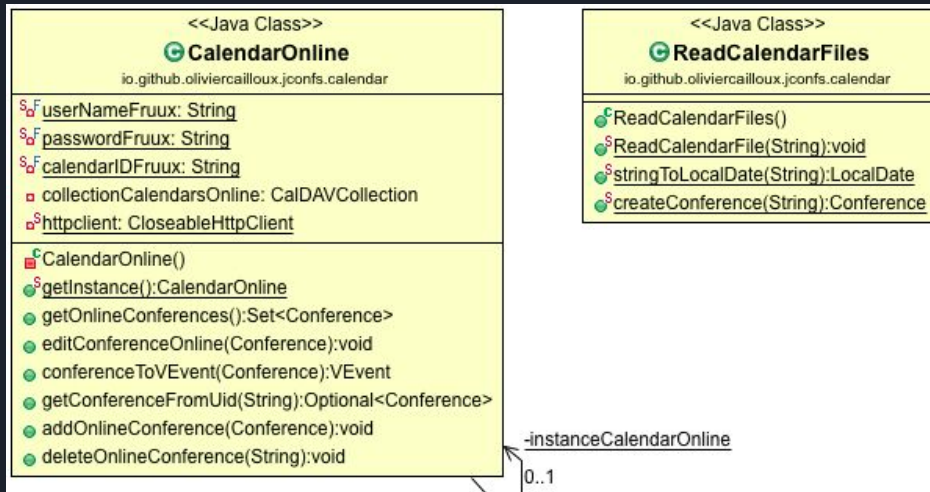 <<Java Class>>
CalendarOnline
io.github.oliviercailloux.jconfs.calendar
userNameFruux: String
passwordFruux: String
calendarIDFruux: String
collectionCalendarsOnline: CalDAVCollection
httpclient: CloseableHttpClient
CalendarOnline()
getInstance():CalendarOnline
getOnlineConferences():Set<Conference>
editConferenceOnline(Conference):void
conferenceToVEvent(Conference):VEvent
getConferenceFromUid(String):Optional<Conference>
addOnlineConference(Conference):void
deleteOnlineConference(String):void
-instanceCalendarOnline
0..1
<<Java Class>>
ReadCalendarFiles
io.github.oliviercailloux.jconfs.calendar
ReadCalendarFiles()
ReadCalendarFile(String):void
stringToLocalDate(String):LocalDate
createConference(String):Conference